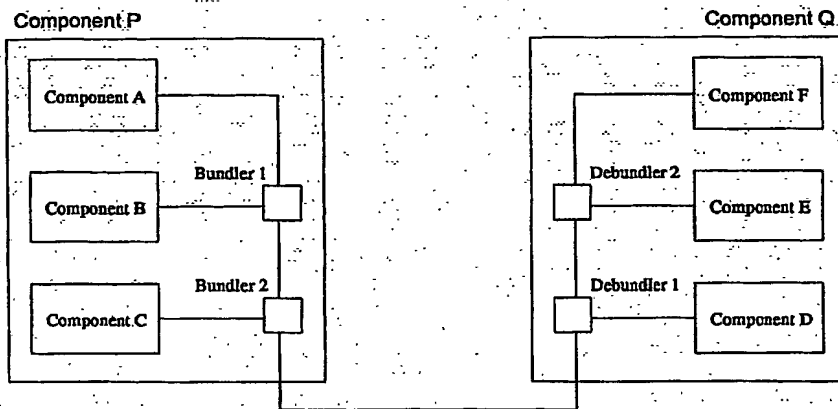 Component P
Component Q
Component A
Component F
Bundler 1
Debundler 2
Component B
Component E
Bundler 2
Debundler 1
Component C
Component D